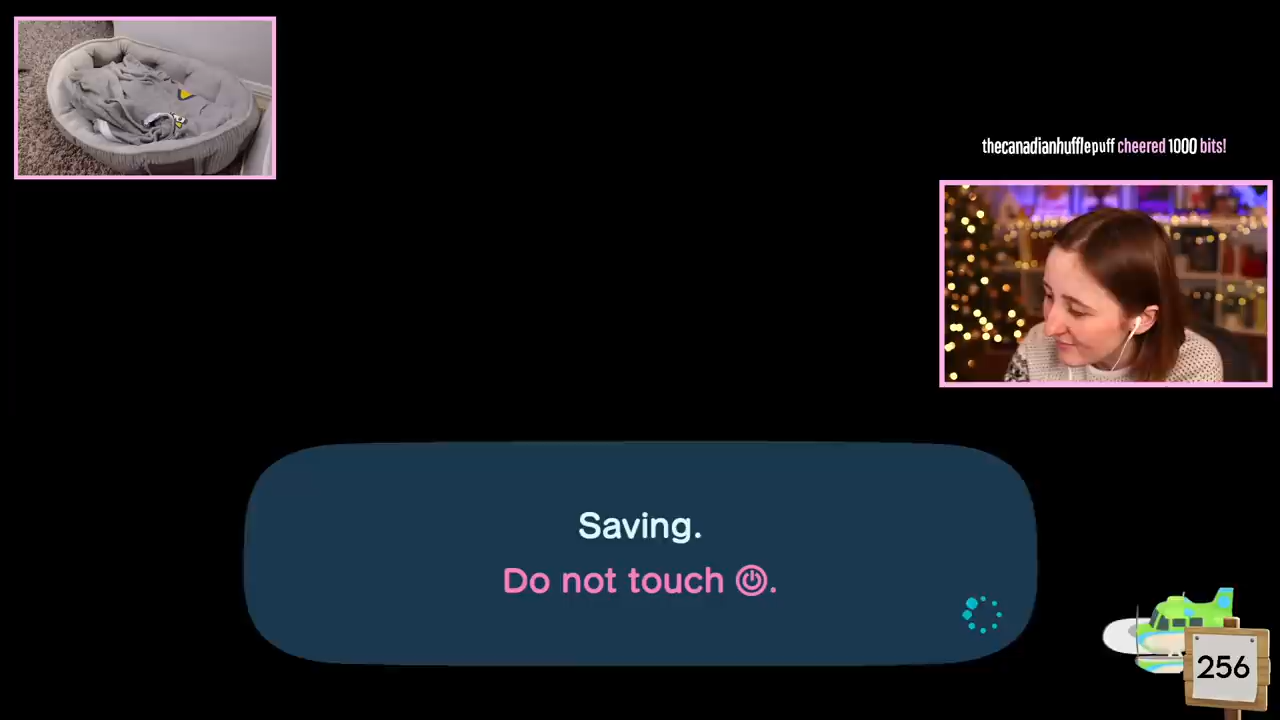 thecanadianhufflepuff cheered 1000 bits!
Saving.
Do not touch ⏻.
256